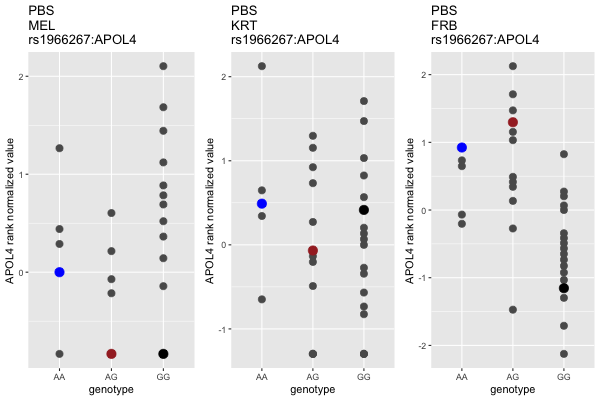 PBS
MEL
rs1966267:APOL4
APOL4 rank normalized value
2
1
0
AA
AG
GG
genotype
PBS
KRT
rs1966267:APOL4
APOL4 rank normalized value
2
1
0
-1
AA
AG
GG
genotype
PBS
FRB
rs1966267:APOL4
APOL4 rank normalized value
2
1
0
-1
-2
AA
AG
GG
genotype